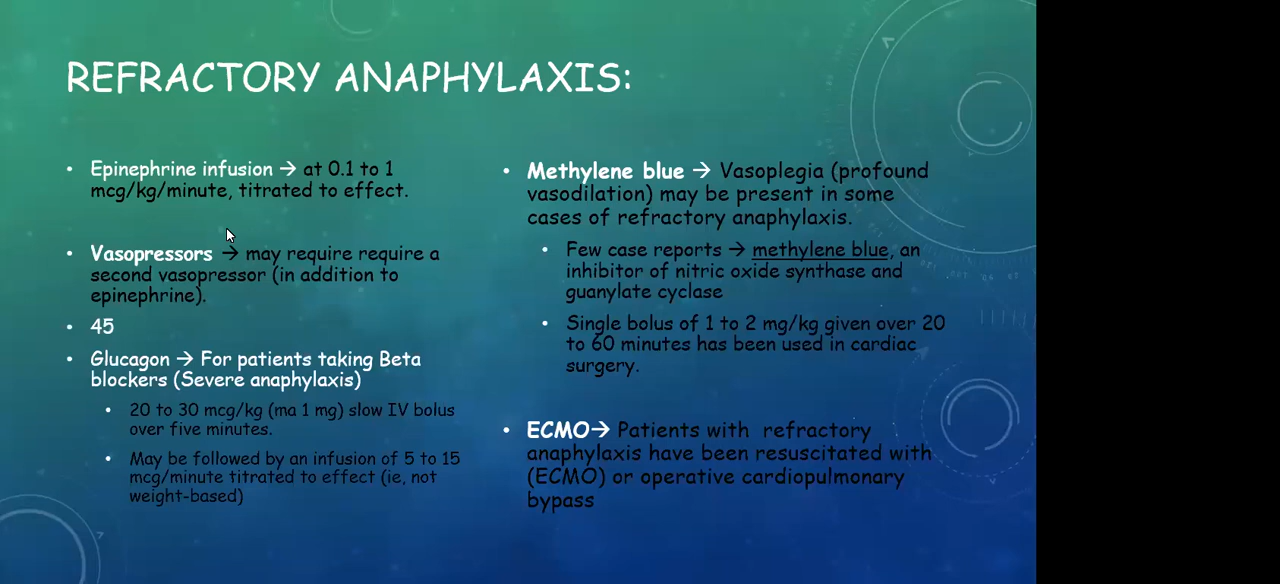 REFRACTORY ANAPHYLAXIS:
• Epinephrine infusion → at 0.1 to 1
mcg/kg/minute, titrated to effect.
• Vasopressors → may require require a
second vasopressor (in addition to
epinephrine).
• 45
• Glucagon → For patients taking Beta
blockers (Severe anaphylaxis)
• 20 to 30 mcg/kg (ma 1 mg) slow IV bolus
over five minutes.
• May be followed by an infusion of 5 to 15
mcg/minute titrated to effect (ie, not
weight-based)
• Methylene blue → Vasoplegia (profound
vasodilation) may be present in some
cases of refractory anaphylaxis.
• Few case reports → methylene blue, an
inhibitor of nitric oxide synthase and
guanylate cyclase
• Single bolus of 1 to 2 mg/kg given over 20
to 60 minutes has been used in cardiac
surgery.
• ECMO→ Patients with refractory
anaphylaxis have been resuscitated with
(ECMO) or operative cardiopulmonary
bypass